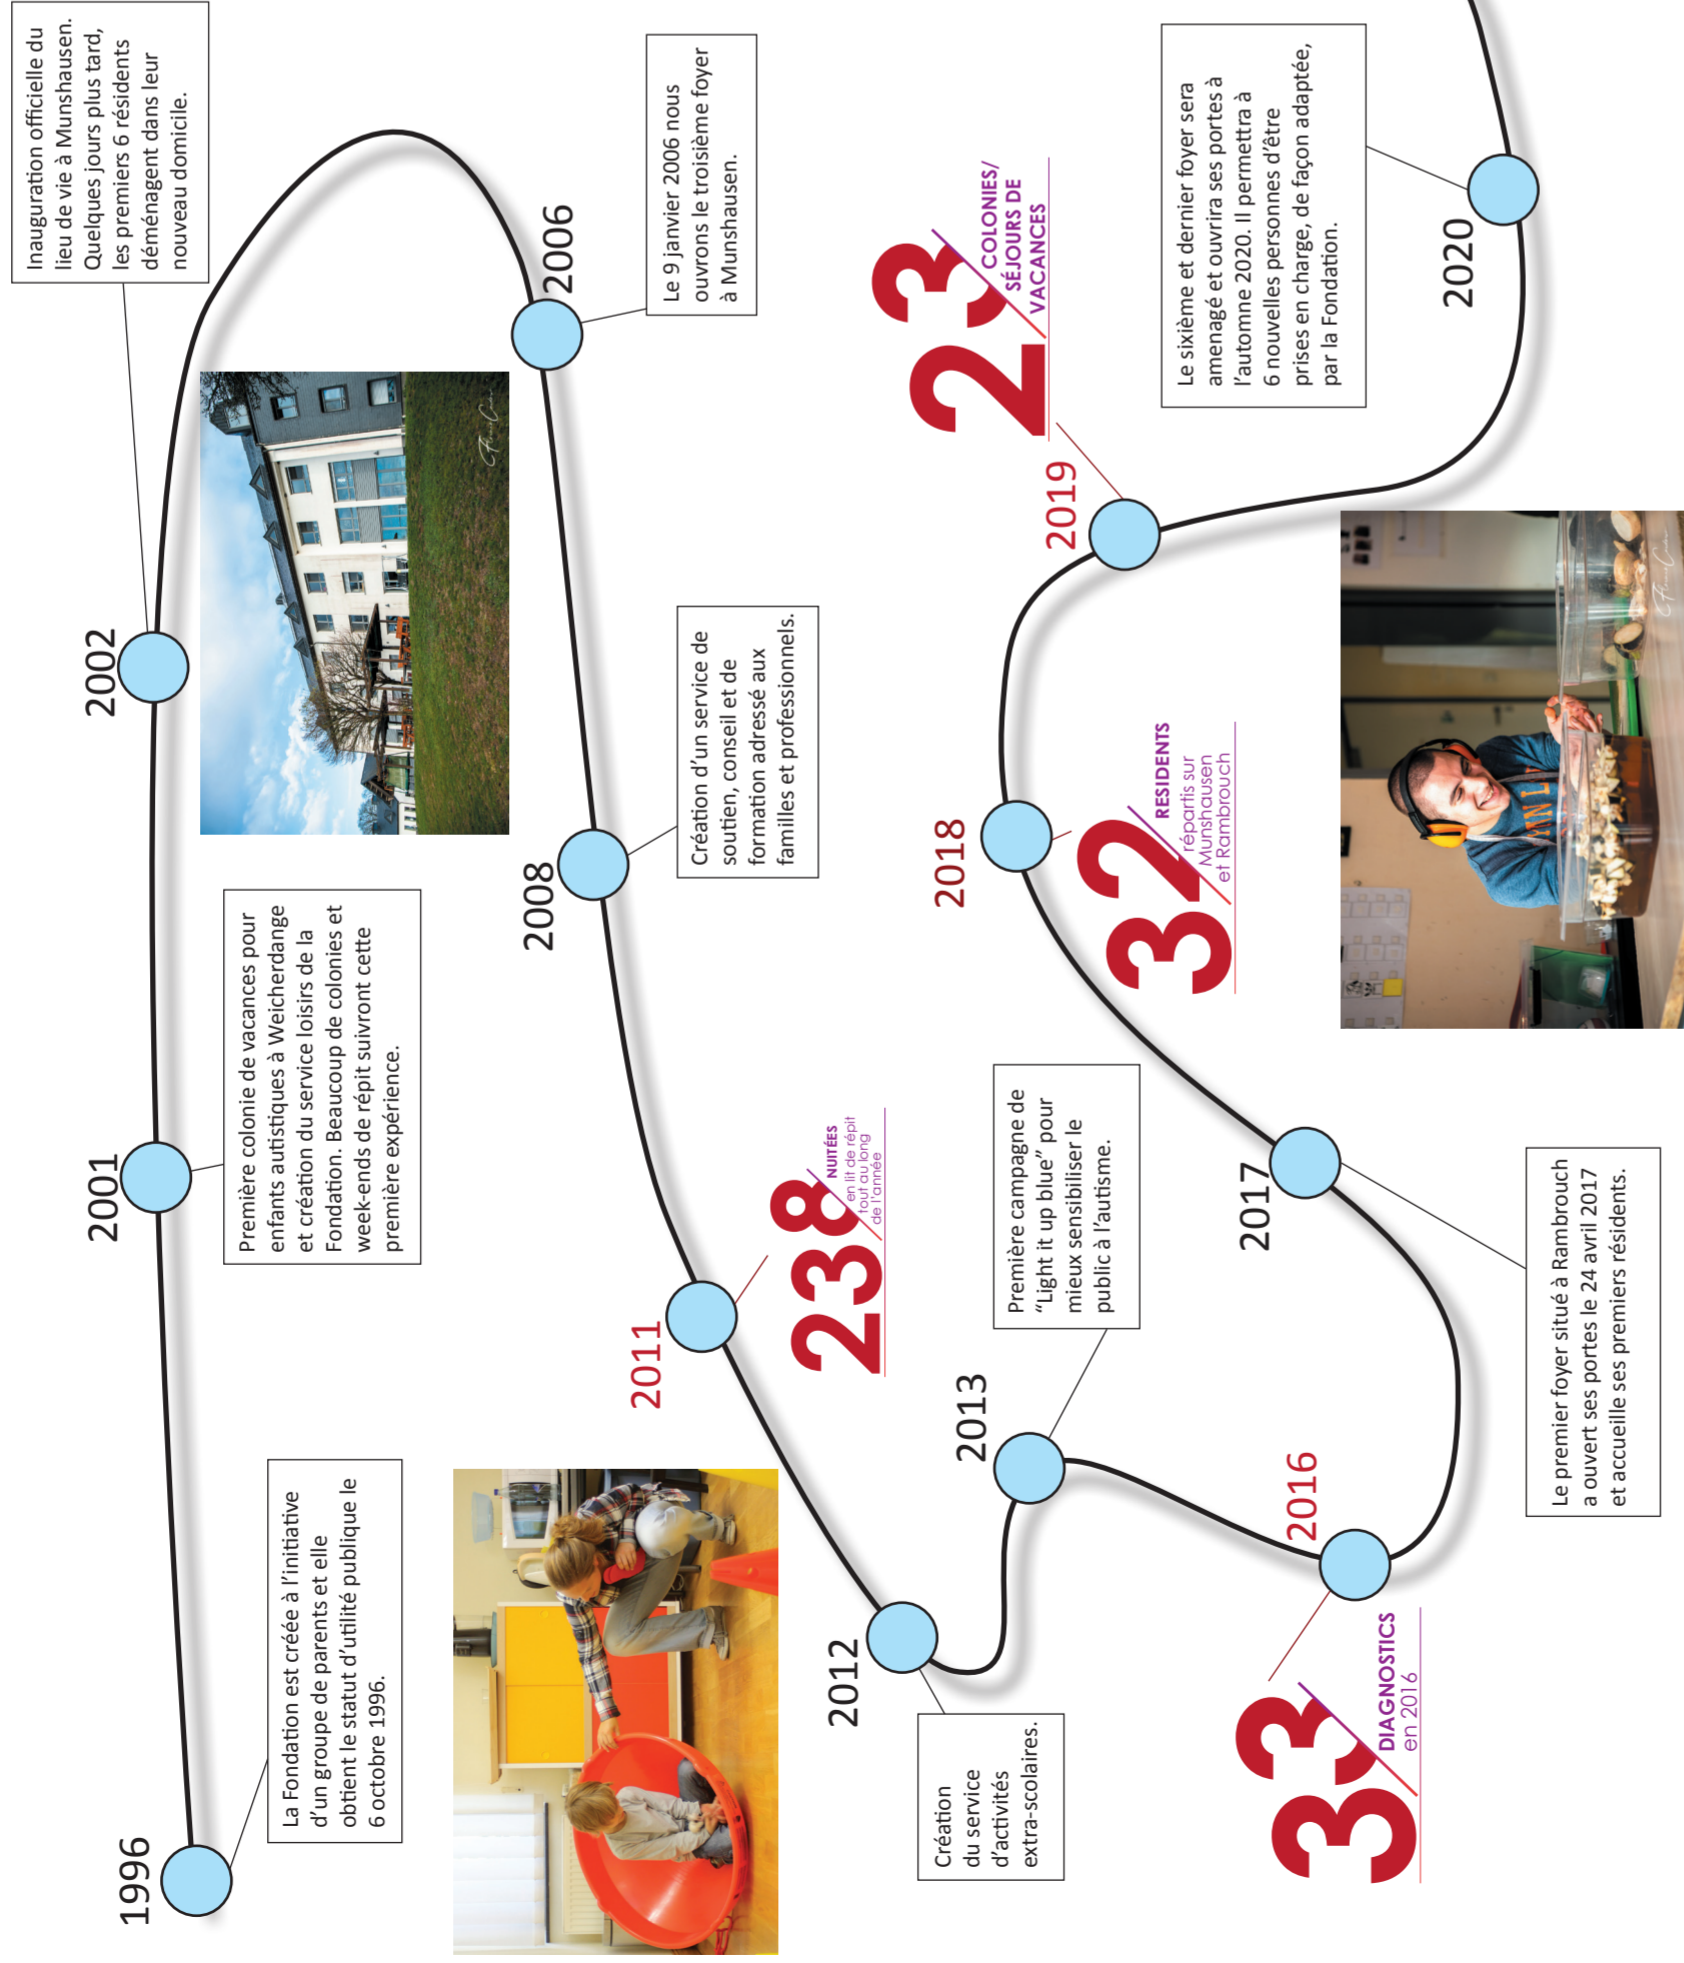 1996
La Fondation est créée à l'initiative
d'un groupe de parents et elle
obtient le statut d'utilité publique le
6 octobre 1996.
2001
Première colonie de vacances pour
enfants autistiques à Weicherdange
et création du service loisirs de la
Fondation. Beaucoup de colonies et
week-ends de répit suivront cette
première expérience.
2002
Inauguration officielle du
lieu de vie à Munshausen.
Quelques jours plus tard,
les premiers 6 résidents
déménagent dans leur
nouveau domicile.
2006
Le 9 janvier 2006 nous
ouvrons le troisième foyer
à Munshausen.
2008
Création d'un service de
soutien, conseil et de
formation adressé aux
familles et professionnels.
2011
238
NUITÉES
en lit de répit
tout au long
de l'année
2012
Création
du service
d'activités
extra-scolaires.
2013
Première campagne de
“Light it up blue” pour
mieux sensibiliser le
public à l'autisme.
2016
33
DIAGNOSTICS
en 2016
2017
Le premier foyer situé à Rambrouch
a ouvert ses portes le 24 avril 2017
et accueille ses premiers résidents.
2018
32
RESIDENTS
répartis sur
Munshausen
et Rambrouch
2019
23
COLONIES/
SÉJOURS DE
VACANCES
2020
Le sixième et dernier foyer sera
amenagé et ouvrira ses portes à
l'automne 2020. Il permettra à
6 nouvelles personnes d'être
prises en charge, de façon adaptée,
par la Fondation.